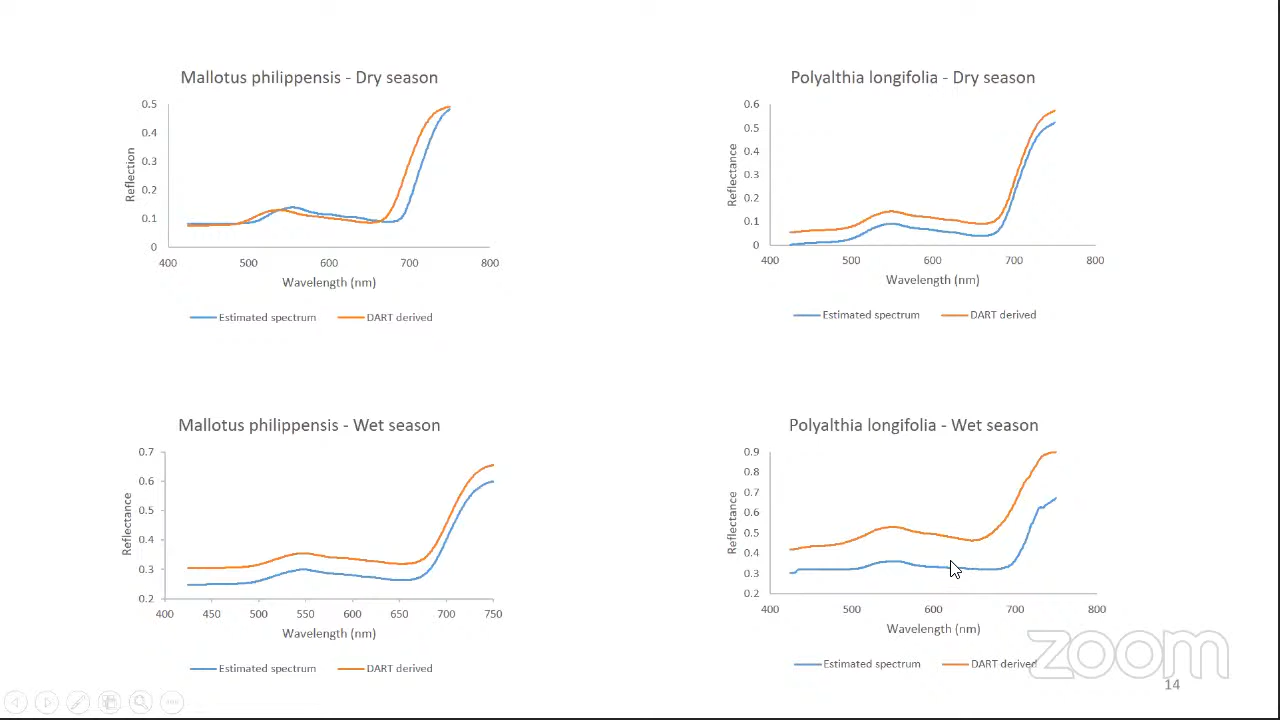 Mallotus philippensis - Dry season
0.5
0.4
0.3
0.2
0.1
0
Reflection
400 500 600 700 800
Wavelength (nm)
Estimated spectrum DART derived
Polyalthia longifolia - Dry season
0.6
0.5
0.4
0.3
0.2
0.1
0
Reflectance
400 500 600 700 800
Wavelength (nm)
Estimated spectrum DART derived
Mallotus philippensis - Wet season
0.7
0.6
0.5
0.4
0.3
0.2
Reflectance
400 450 500 550 600 650 700 750
Wavelength (nm)
Estimated spectrum DART derived
Polyalthia longifolia - Wet season
0.9
0.8
0.7
0.6
0.5
0.4
0.3
0.2
Reflectance
400 500 600 700 800
Wavelength (nm)
Estimated spectrum DART derived
zoom
14